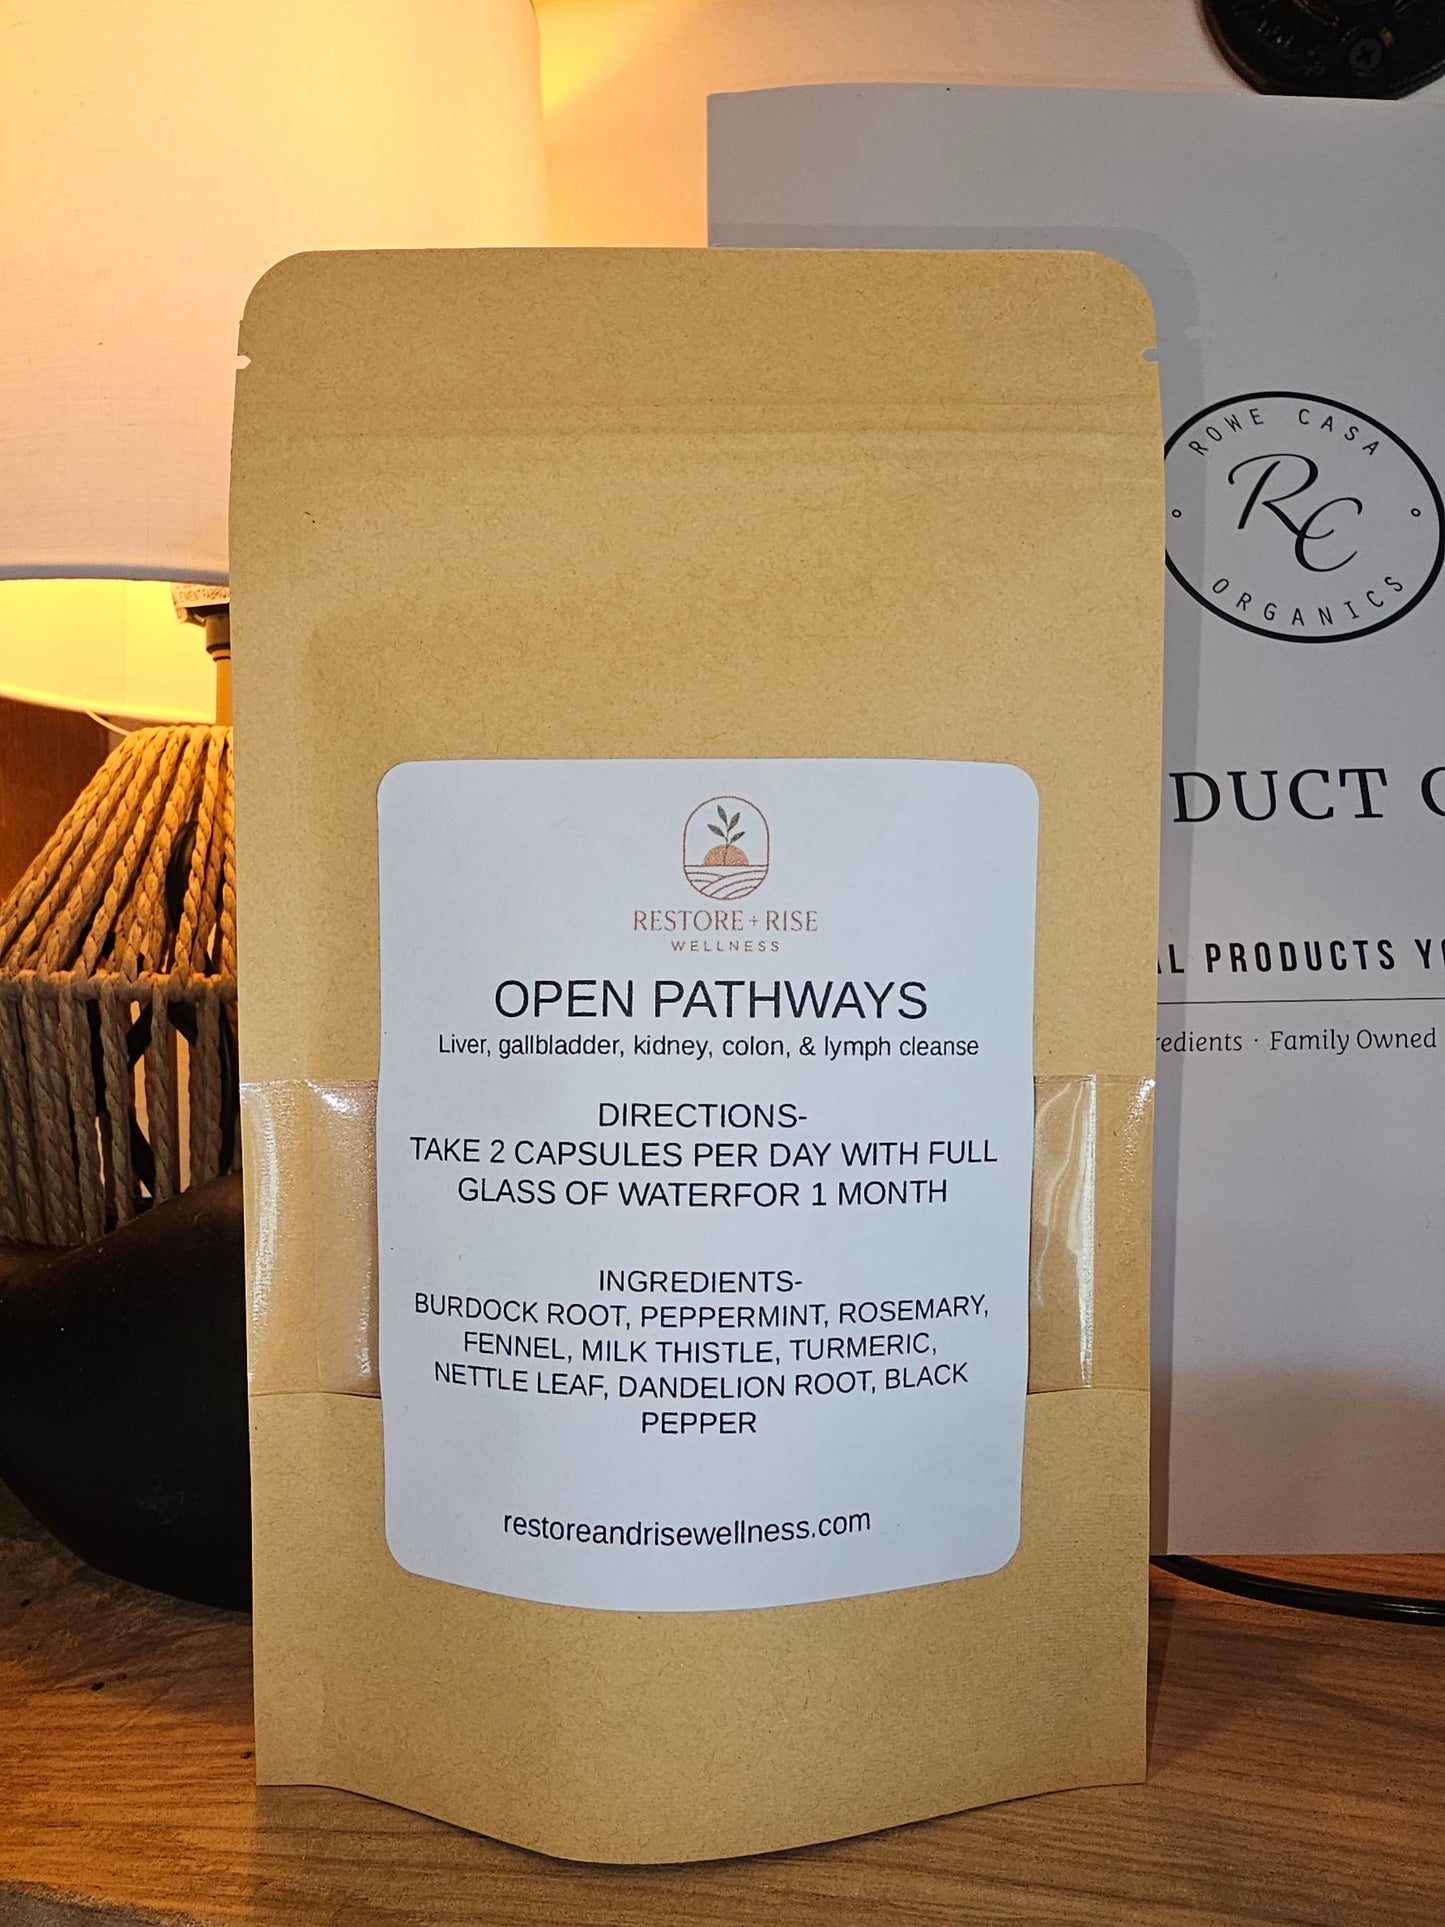 RESTORE + RISE
WELLNESS
OPEN PATHWAYS
Liver, gallbladder, kidney, colon, & lymph cleanse
DIRECTIONS-
TAKE 2 CAPSULES PER DAY WITH FULL
GLASS OF WATERFOR 1 MONTH
INGREDIENTS-
BURDOCK ROOT, PEPPERMINT, ROSEMARY,
FENNEL, MILK THISTLE, TURMERIC,
NETTLE LEAF, DANDELION ROOT, BLACK
PEPPER
restoreandrisewellness.com
ROWE CASA
RC
ORGANICS
DUCT
PRODUCTS
redients · Family Owned